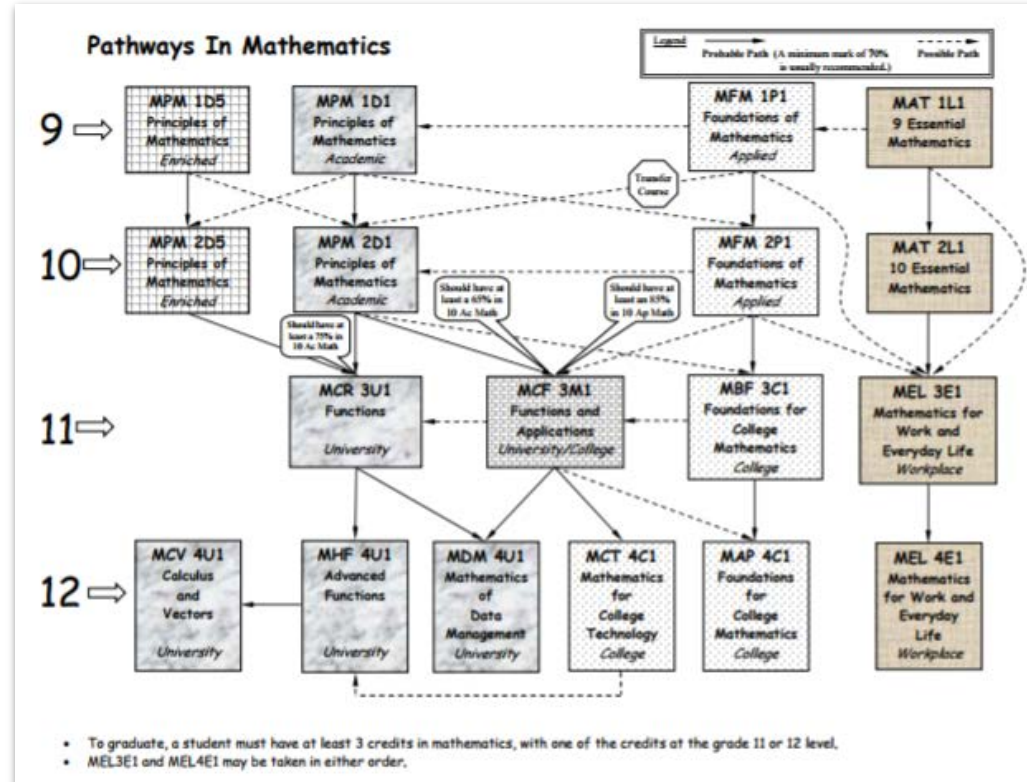 Pathways In Mathematics
Legend
Probable Path (A minimum mark of 70%
is usually recommended.)
Possible Path
9
MPM 1D5
Principles of
Mathematics
Enriched
MPM 1D1
Principles of
Mathematics
Academic
MFM 1P1
Foundations of
Mathematics
Applied
MAT 1L1
9 Essential
Mathematics
Transfer
Course
10
MPM 2D5
Principles of
Mathematics
Enriched
MPM 2D1
Principles of
Mathematics
Academic
MFM 2P1
Foundations of
Mathematics
Applied
MAT 2L1
10 Essential
Mathematics
Should have at
least a 75% in
10 Ac Math
Should have at
least a 65% in
10 Ac Math
Should have at
least an 85%
in 10 Ap Math
11
MCR 3U1
Functions
University
MCF 3M1
Functions and
Applications
University/College
MBF 3C1
Foundations for
College
Mathematics
College
MEL 3E1
Mathematics for
Work and
Everyday Life
Workplace
12
MCV 4U1
Calculus
and
Vectors
University
MHF 4U1
Advanced
Functions
University
MDM 4U1
Mathematics
of
Data
Management
University
MCT 4C1
Mathematics
for
College
Technology
College
MAP 4C1
Foundations
for
College
Mathematics
College
MEL 4E1
Mathematics
for Work and
Everyday
Life
Workplace
• To graduate, a student must have at least 3 credits in mathematics, with one of the credits at the grade 11 or 12 level.
• MEL3E1 and MEL4E1 may be taken in either order.